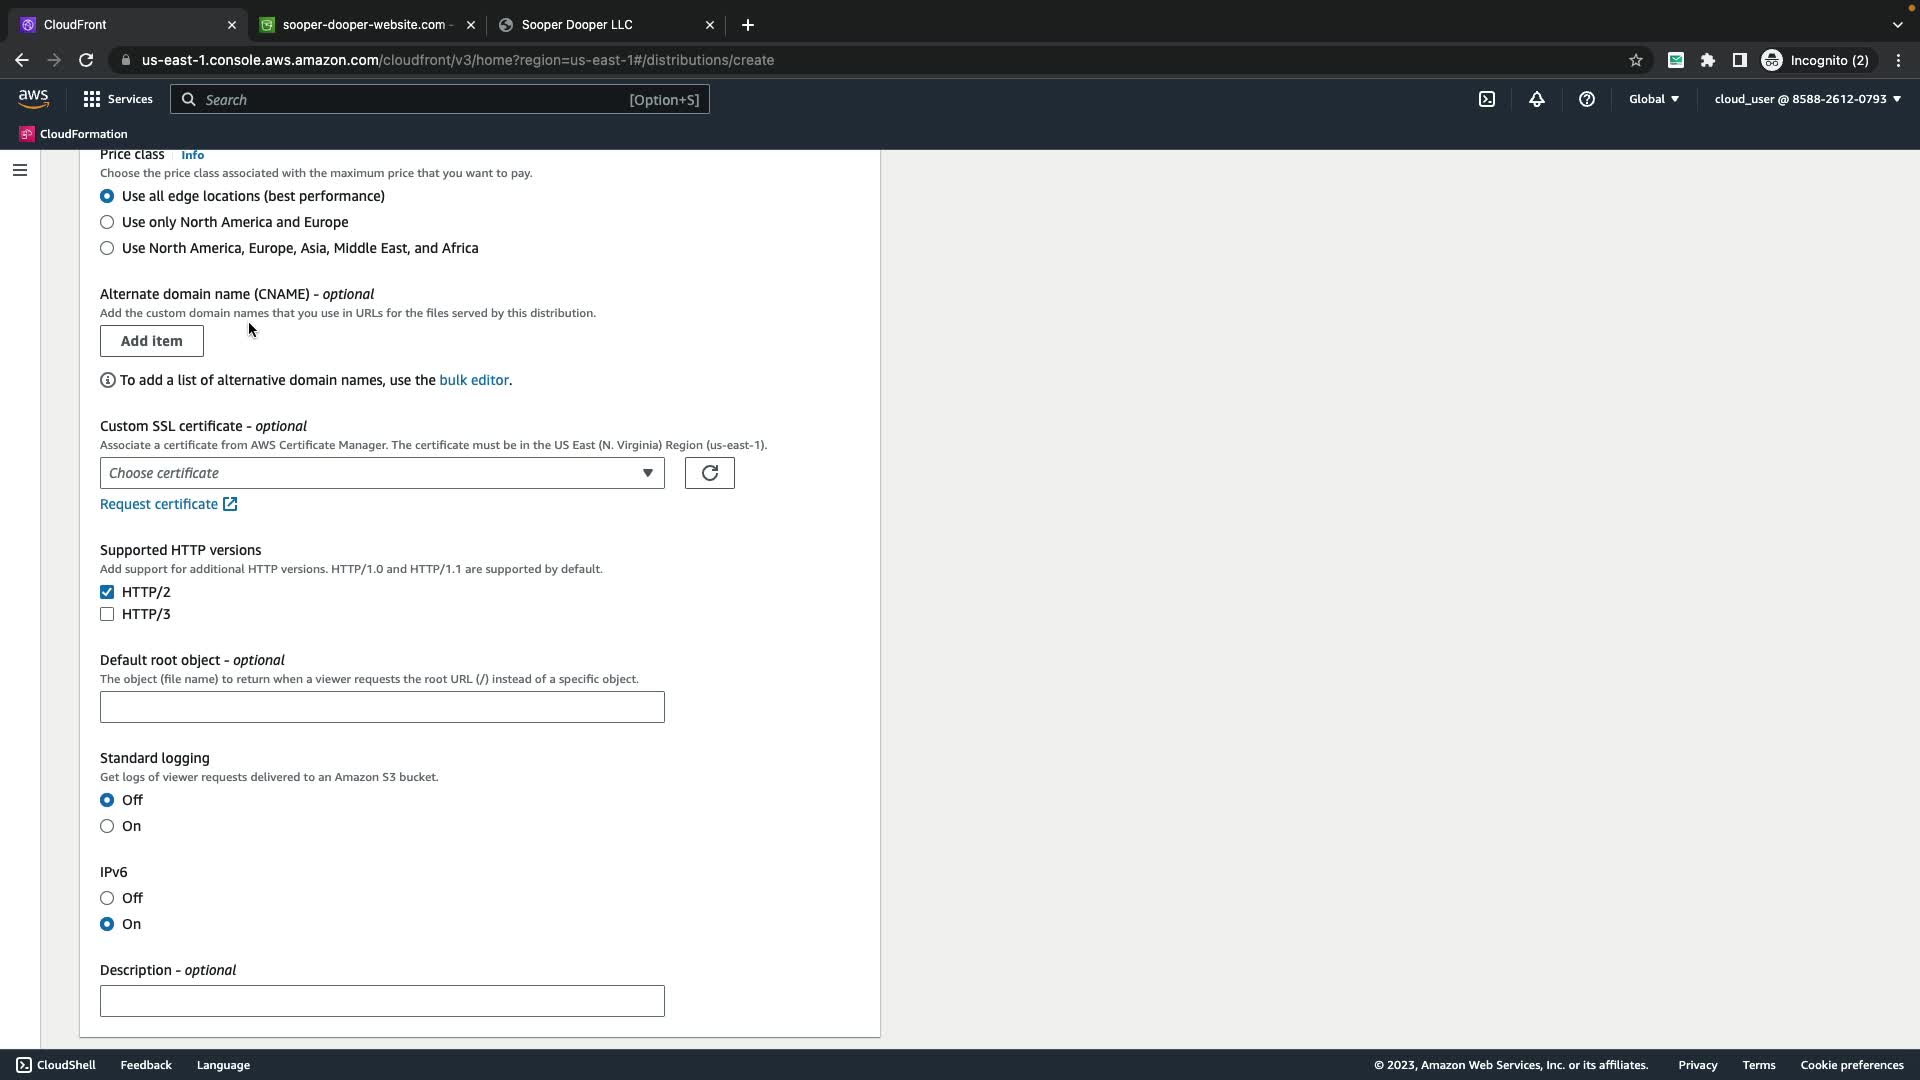 CloudFront
sooper-dooper-website.com -
Sooper Dooper LLC
us-east-1.console.aws.amazon.com/cloudfront/v3/home?region=us-east-1#/distributions/create
Incognito (2)
aws
Services
Search
[Option+S]
Global
cloud_user @ 8588-2612-0793
CloudFormation
Price class
Info
Choose the price class associated with the maximum price that you want to pay.
Use all edge locations (best performance)
Use only North America and Europe
Use North America, Europe, Asia, Middle East, and Africa
Alternate domain name (CNAME) - optional
Add the custom domain names that you use in URLs for the files served by this distribution.
Add item
To add a list of alternative domain names, use the bulk editor.
Custom SSL certificate - optional
Associate a certificate from AWS Certificate Manager. The certificate must be in the US East (N. Virginia) Region (us-east-1).
Choose certificate
Request certificate
Supported HTTP versions
Add support for additional HTTP versions. HTTP/1.0 and HTTP/1.1 are supported by default.
HTTP/2
HTTP/3
Default root object - optional
The object (file name) to return when a viewer requests the root URL (/) instead of a specific object.
Standard logging
Get logs of viewer requests delivered to an Amazon S3 bucket.
Off
On
IPv6
Off
On
Description - optional
CloudShell
Feedback
Language
© 2023, Amazon Web Services, Inc. or its affiliates.
Privacy
Terms
Cookie preferences